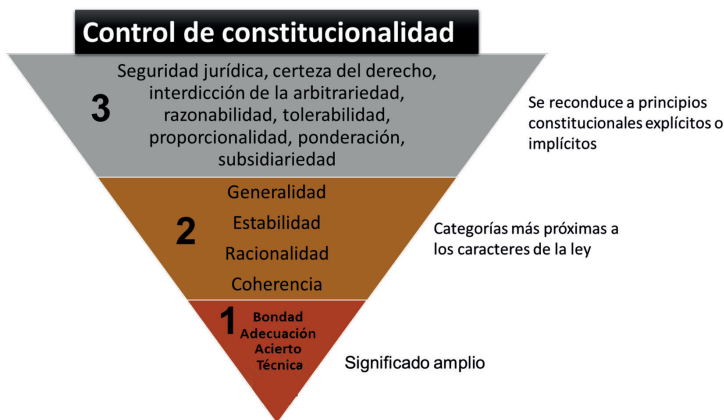 Control de constitucionalidad
3
Seguridad jurídica, certeza del derecho,
interdicción de la arbitrariedad,
razonabilidad, tolerabilidad,
proporcionalidad, ponderación,
subsidiariedad
Se reconduce a principios
constitucionales explícitos o
implícitos
2
Generalidad
Estabilidad
Racionalidad
Coherencia
Categorías más próximas a
los caracteres de la ley
1
Bondad
Adecuación
Acierto
Técnica
Significado amplio